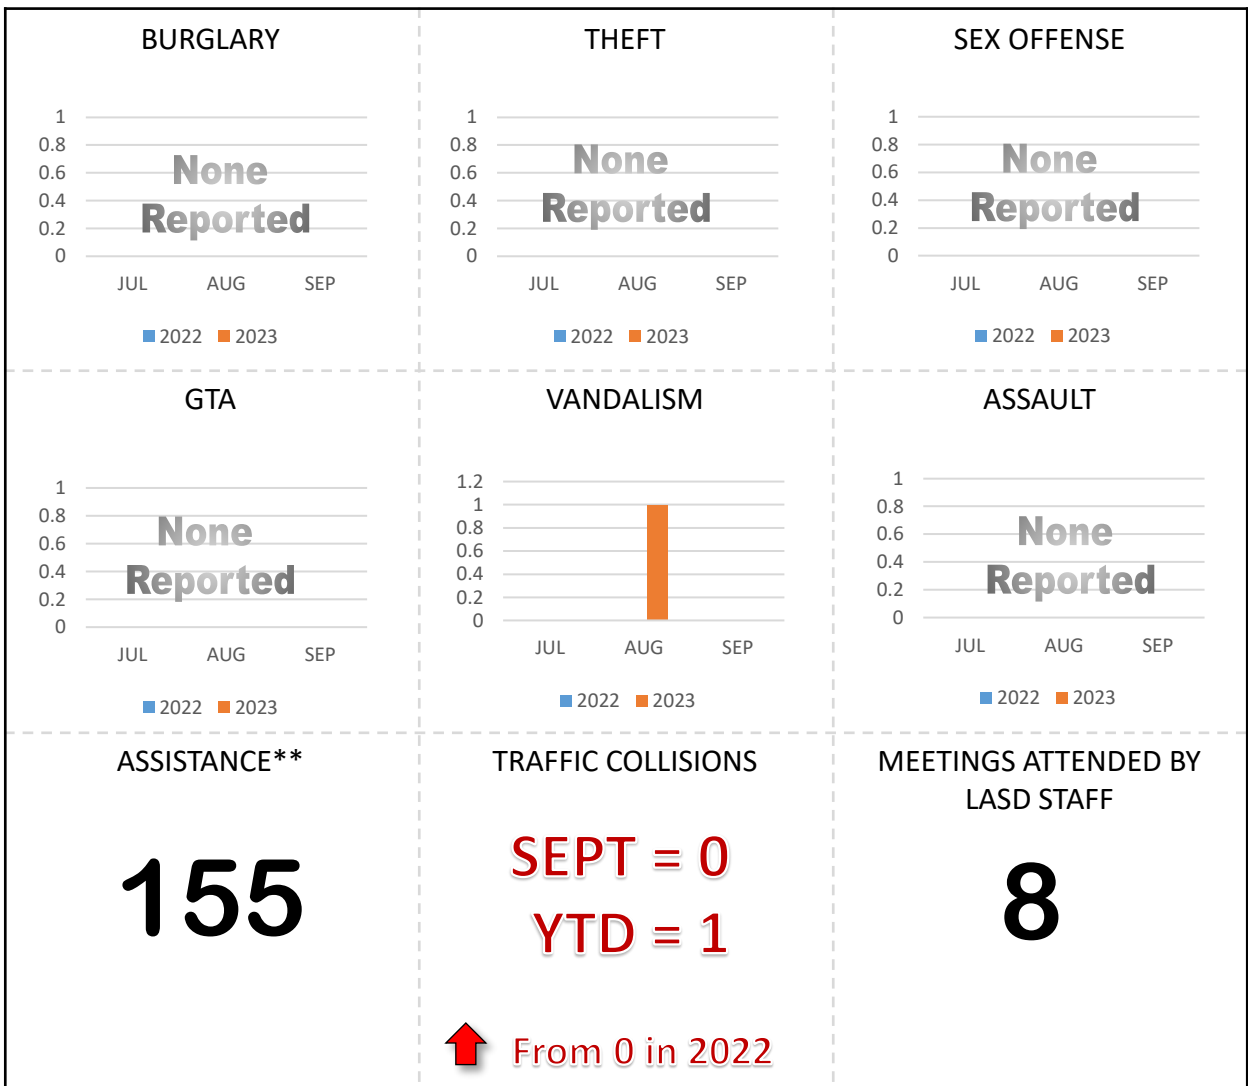 BURGLARY
1
0.8
0.6
0.4
0.2
0
None
Reported
JUL AUG SEP
2022 2023
THEFT
1
0.8
0.6
0.4
0.2
0
None
Reported
JUL AUG SEP
2022 2023
SEX OFFENSE
1
0.8
0.6
0.4
0.2
0
None
Reported
JUL AUG SEP
2022 2023
GTA
1
0.8
0.6
0.4
0.2
0
None
Reported
JUL AUG SEP
2022 2023
VANDALISM
1.2
1
0.8
0.6
0.4
0.2
0
JUL AUG SEP
2022 2023
ASSAULT
1
0.8
0.6
0.4
0.2
0
None
Reported
JUL AUG SEP
2022 2023
ASSISTANCE**
155
TRAFFIC COLLISIONS
SEPT = 0
YTD = 1
From 0 in 2022
MEETINGS ATTENDED BY
LASD STAFF
8